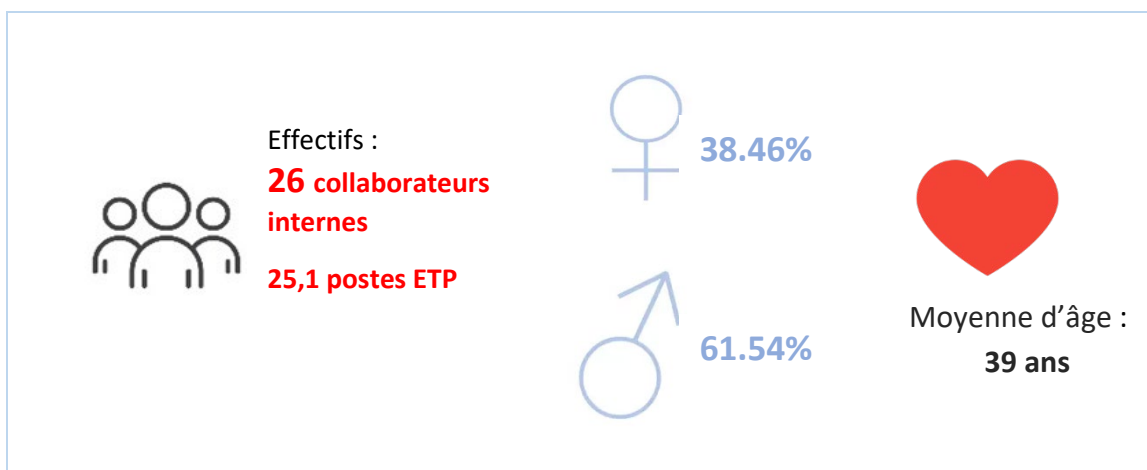 Effectifs :
26 collaborateurs
internes
25,1 postes ETP
38.46%
61.54%
Moyenne d’âge :
39 ans